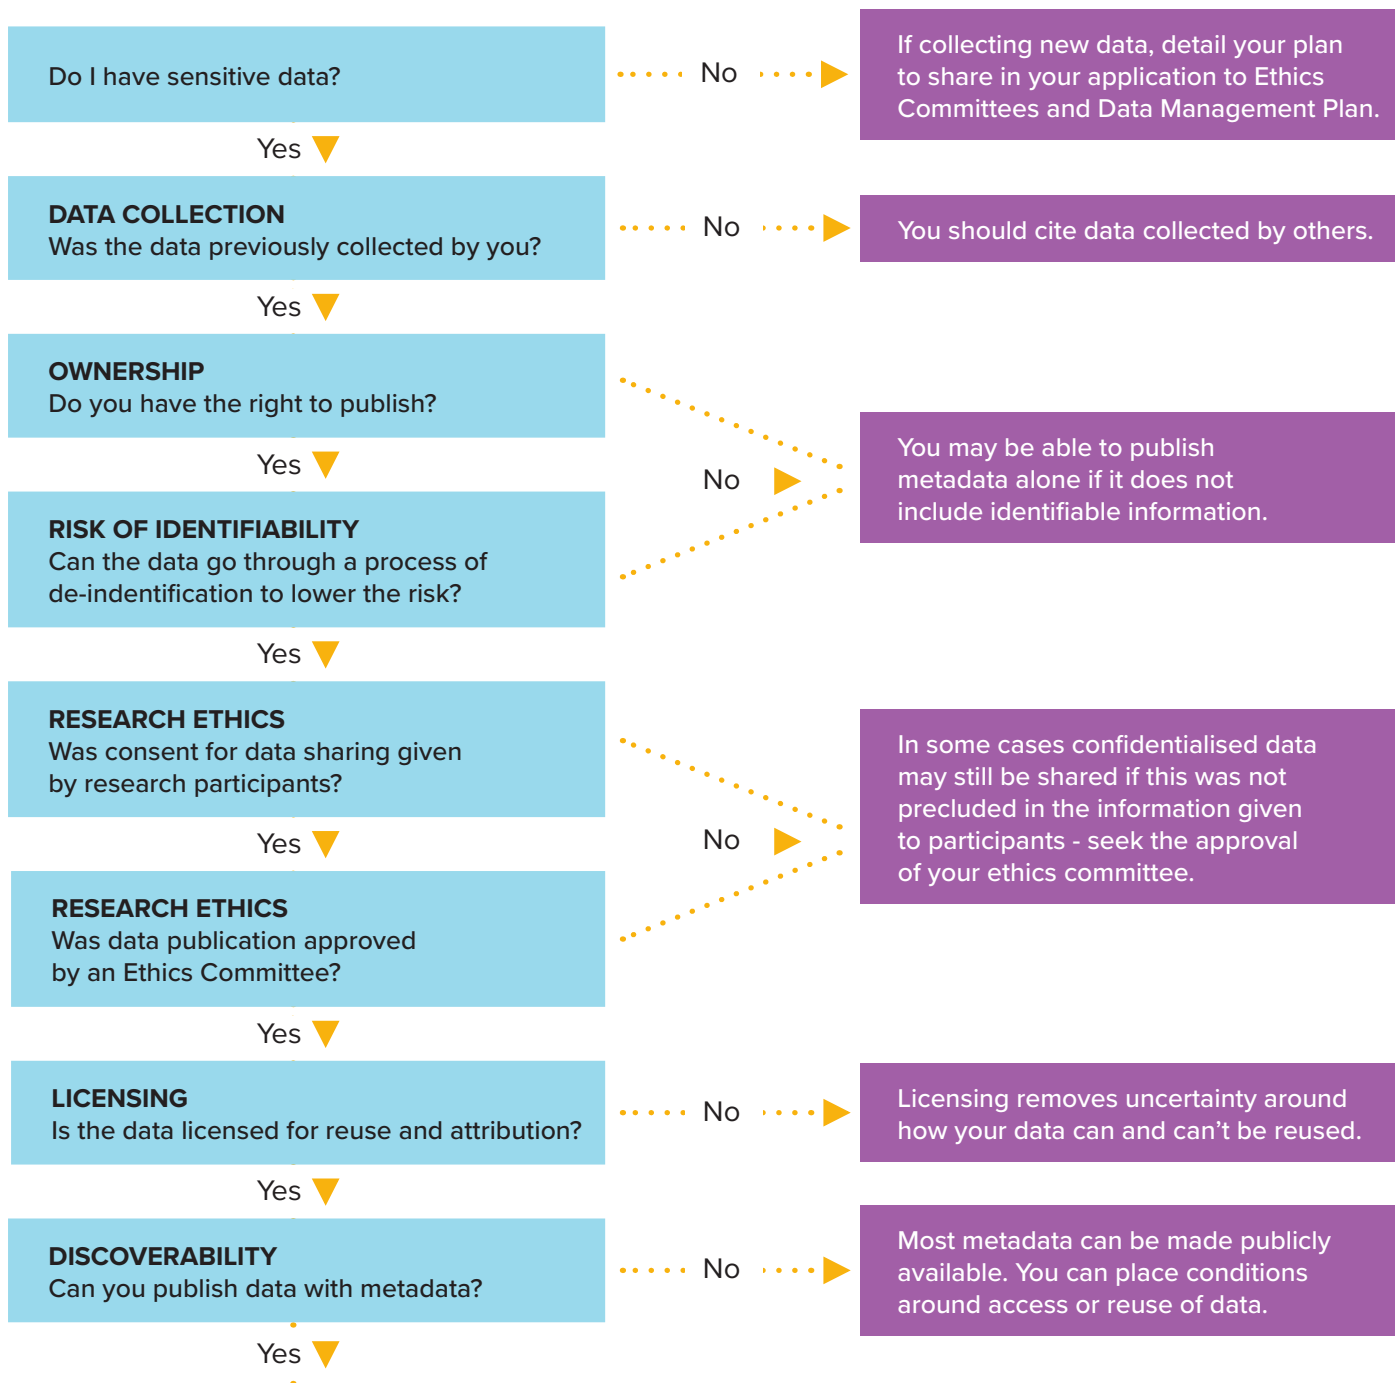 Do I have sensitive data?
No
If collecting new data, detail your plan
to share in your application to Ethics
Committees and Data Management Plan.
Yes
DATA COLLECTION
Was the data previously collected by you?
No
You should cite data collected by others.
Yes
OWNERSHIP
Do you have the right to publish?
Yes
No
You may be able to publish
metadata alone if it does not
include identifiable information.
RISK OF IDENTIFIABILITY
Can the data go through a process of
de-indentification to lower the risk?
Yes
RESEARCH ETHICS
Was consent for data sharing given
by research participants?
Yes
No
In some cases confidentialised data
may still be shared if this was not
precluded in the information given
to participants - seek the approval
of your ethics committee.
RESEARCH ETHICS
Was data publication approved
by an Ethics Committee?
Yes
LICENSING
Is the data licensed for reuse and attribution?
No
Licensing removes uncertainty around
how your data can and can’t be reused.
Yes
DISCOVERABILITY
Can you publish data with metadata?
No
Most metadata can be made publicly
available. You can place conditions
around access or reuse of data.
Yes